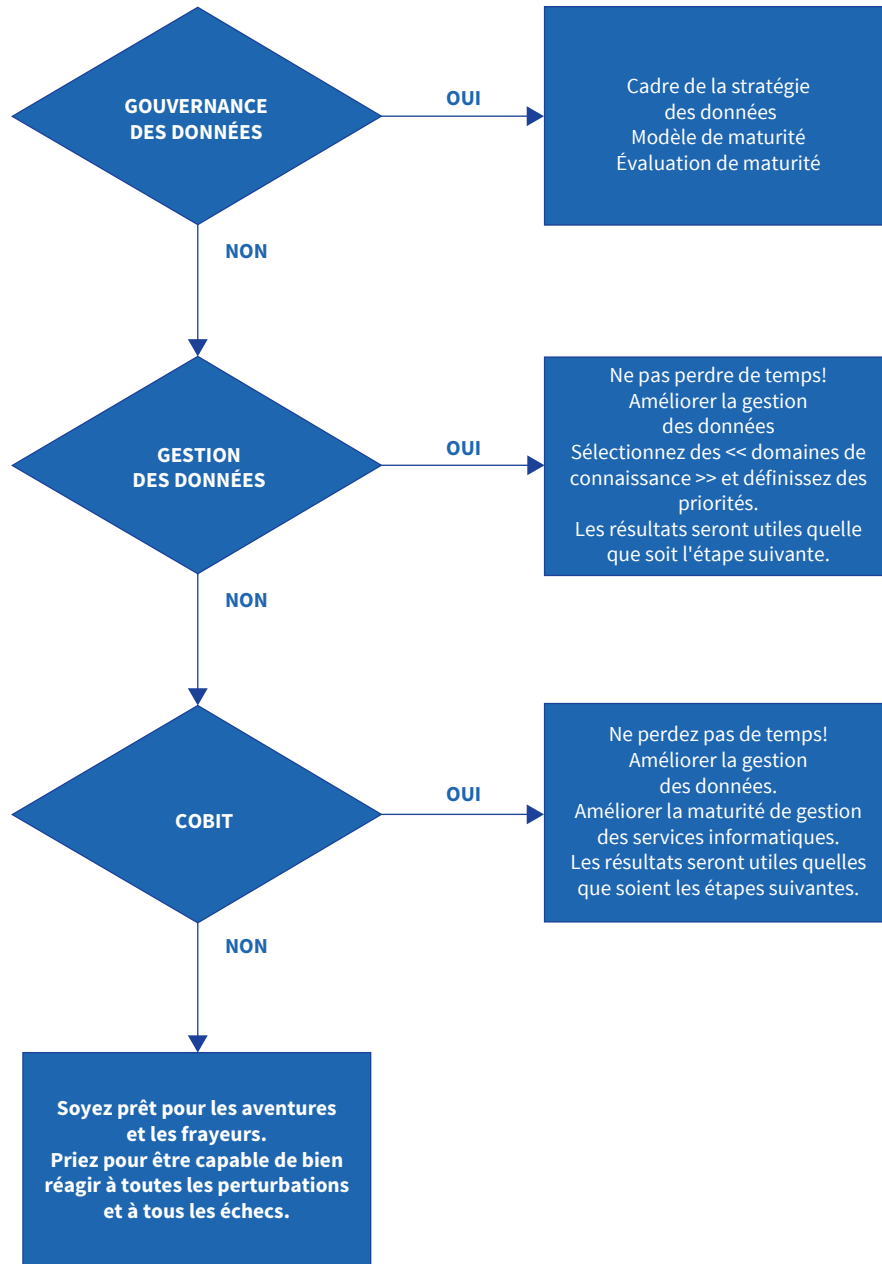 GOUVERNANCE
DES DONNÉES
OUI
Cadre de la stratégie
des données
Modèle de maturité
Évaluation de maturité
NON
GESTION
DES DONNÉES
OUI
Ne pas perdre de temps!
Améliorer la gestion
des données
Sélectionnez des << domaines de
connaissance >> et définissez des
priorités.
Les résultats seront utiles quelle
que soit l'étape suivante.
NON
COBIT
OUI
Ne perdez pas de temps!
Améliorer la gestion
des données.
Améliorer la maturité de gestion
des services informatiques.
Les résultats seront utiles quelles
que soient les étapes suivantes.
NON
Soyez prêt pour les aventures
et les frayeurs.
Priez pour être capable de bien
réagir à toutes les perturbations
et à tous les échecs.